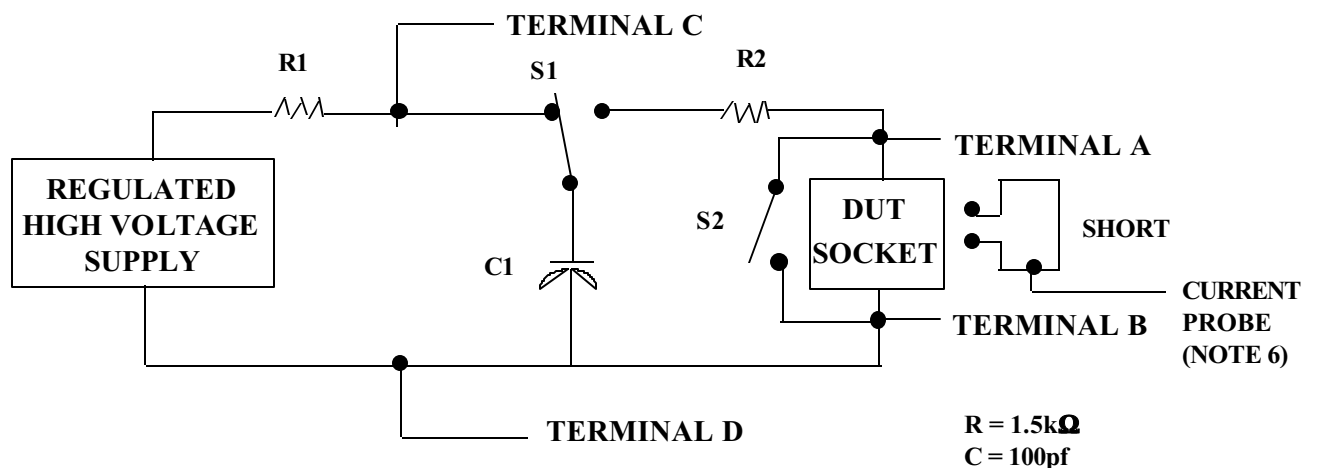 TERMINAL C
R1
S1
R2
TERMINAL A
REGULATED
HIGH VOLTAGE
SUPPLY
S2
DUT
SOCKET
SHORT
C1
CURRENT
PROBE
(NOTE 6)
TERMINAL B
TERMINAL D
R = 1.5kΩ
C = 100pf